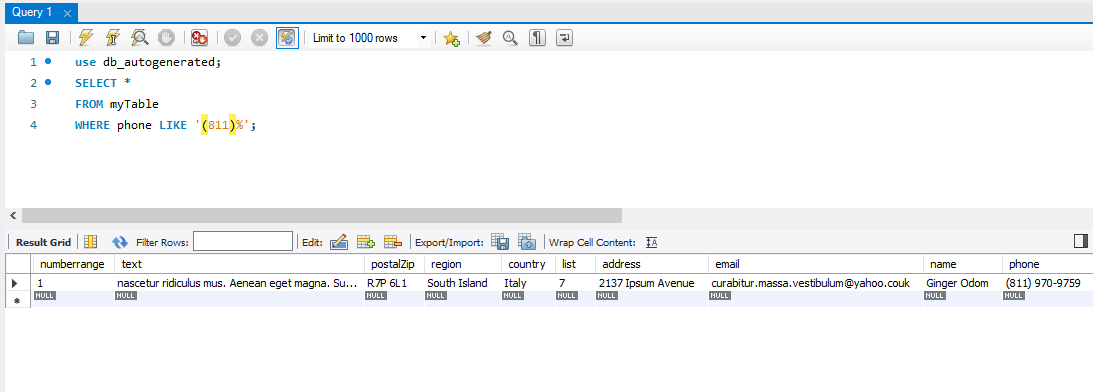 Query 1
Limit to 1000 rows
1 use db_autogenerated;
2 SELECT *
3 FROM myTable
4 WHERE phone LIKE '(811)%';
Result Grid Filter Rows: Edit: Export/Import: Wrap Cell Content:
numberrange text postalZip region country list address email name phone
1 nascetur ridiculus mus. Aenean eget magna. Su... R7P 6L1 South Island Italy 7 2137 Ipsum Avenue curabitur.massa.vestibulum@yahoo.couk Ginger Odom (811) 970-9759
NULL NULL NULL NULL NULL NULL NULL NULL NULL NULL